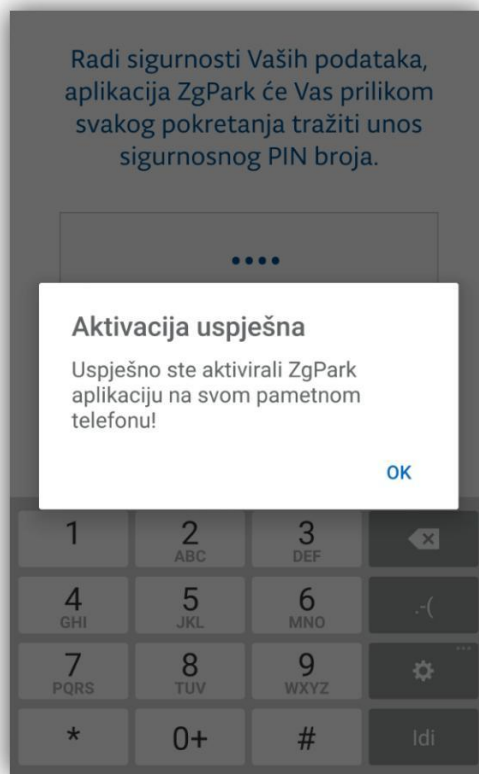 Radi sigurnosti Vaših podataka,
aplikacija ZgPark će Vas prilikom
svakog pokretanja tražiti unos
sigurnosnog PIN broja.
••••
Aktivacija uspješna
Uspješno ste aktivirali ZgPark
aplikaciju na svom pametnom
telefonu!
OK
1 2 3
ABC DEF
4 5 6 .-(
GHI JKL MNO
7 8 9
PQRS TUV WXYZ
* 0+ # Idi